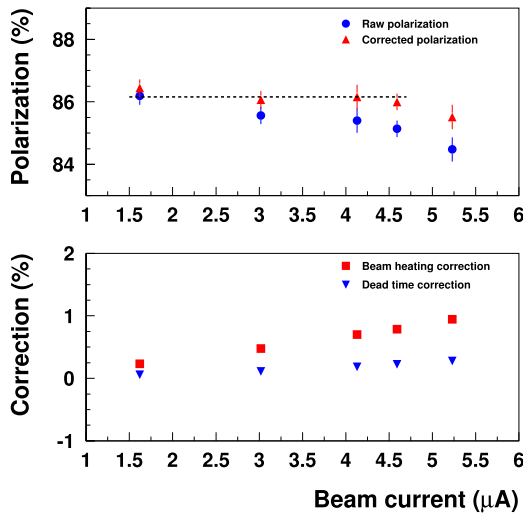 Polarization (%)
88
86
84
Raw polarization
Corrected polarization
1 1.5 2 2.5 3 3.5 4 4.5 5 5.5 6
Correction (%)
2
1
0
-1
Beam heating correction
Dead time correction
1 1.5 2 2.5 3 3.5 4 4.5 5 5.5 6
Beam current (μA)